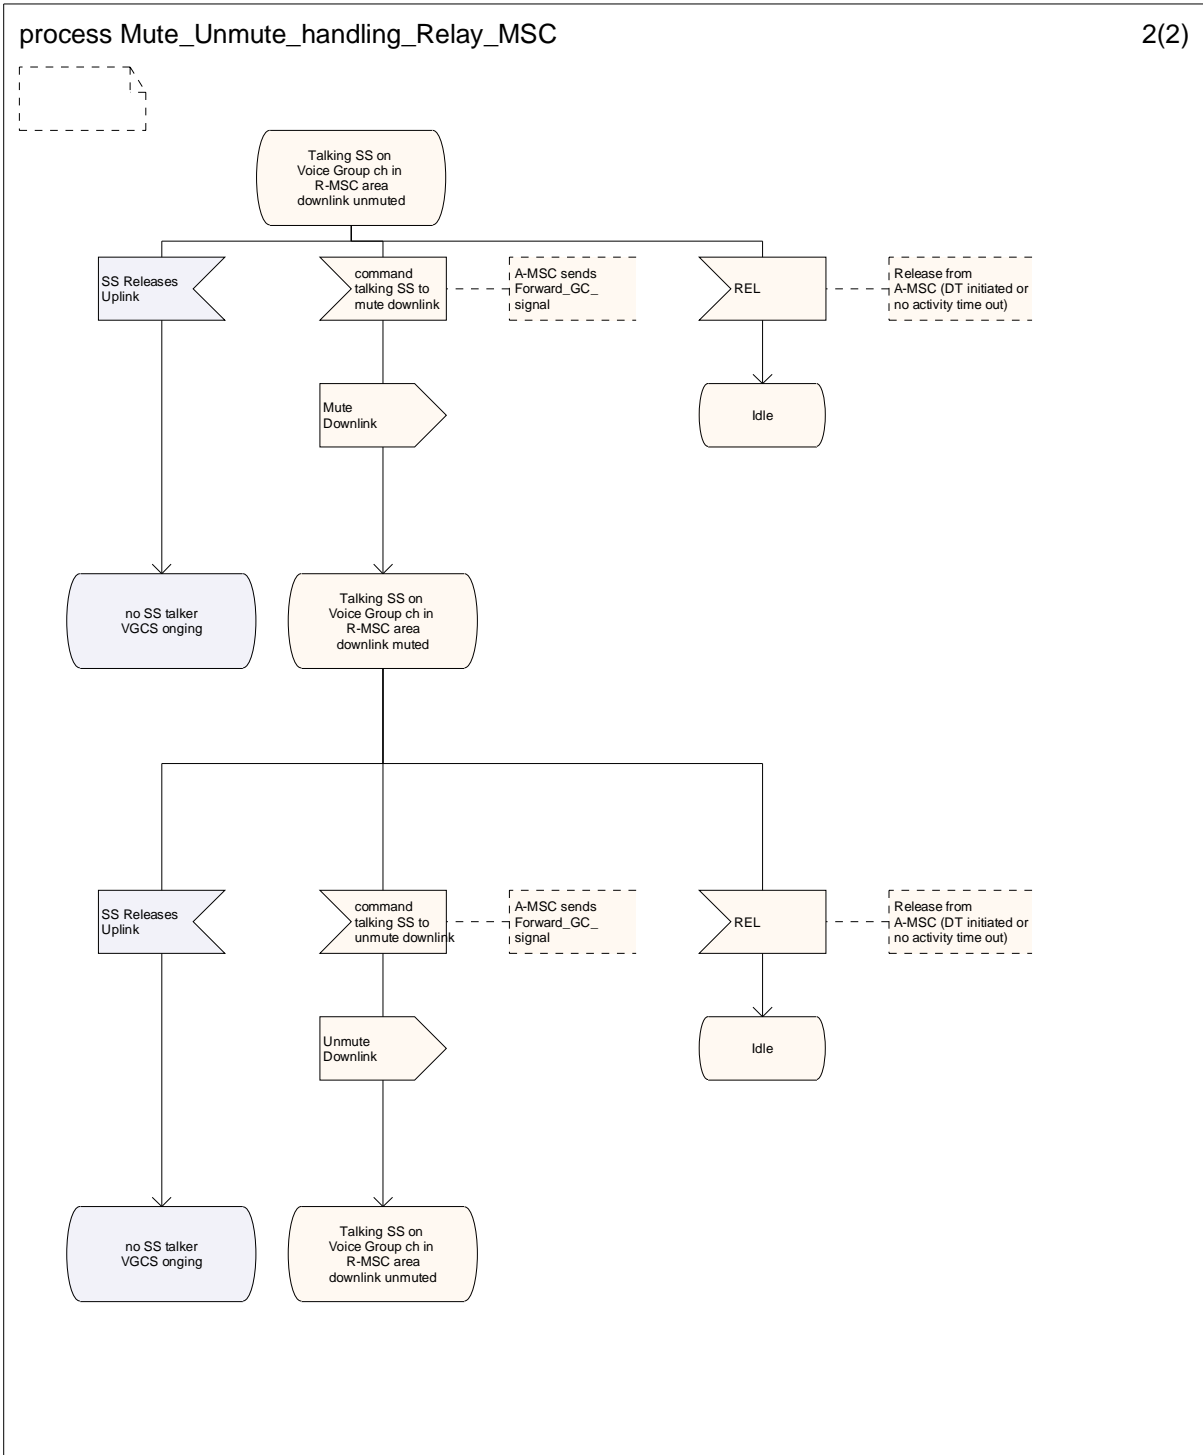 process Mute_Unmute_handling_Relay_MSC
2(2)
Talking SS on
Voice Group ch in
R-MSC area
downlink unmuted
SS Releases
Uplink
command
talking SS to
mute downlink
A-MSC sends
Forward_GC_
signal
REL
Release from
A-MSC (DT initiated or
no activity time out)
Mute
Downlink
Idle
no SS talker
VGCS onging
Talking SS on
Voice Group ch in
R-MSC area
downlink muted
SS Releases
Uplink
command
talking SS to
unmute downlink
A-MSC sends
Forward_GC_
signal
REL
Release from
A-MSC (DT initiated or
no activity time out)
Unmute
Downlink
Idle
no SS talker
VGCS onging
Talking SS on
Voice Group ch in
R-MSC area
downlink unmuted